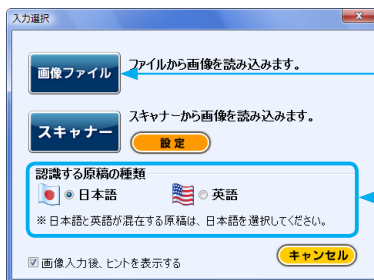 入力選択
画像ファイル
ファイルから画像を読み込みます。
スキャナー
スキャナーから画像を読み込みます。
設定
認識する原稿の種類
日本語 英語
※日本語と英語が混在する原稿は、日本語を選択してください。
画像入力後、ヒントを表示する
キャンセル